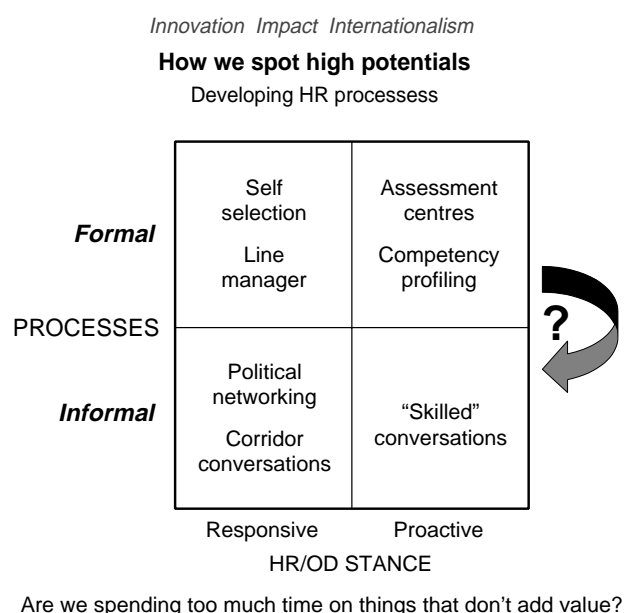 Innovation Impact Internationalism
How we spot high potentials
Developing HR processess
Formal
Self
selection
Line
manager
Assessment
centres
Competency
profiling
?
PROCESSES
Informal
Political
networking
Corridor
conversations
“Skilled”
conversations
Responsive Proactive
HR/OD STANCE
Are we spending too much time on things that don’t add value?